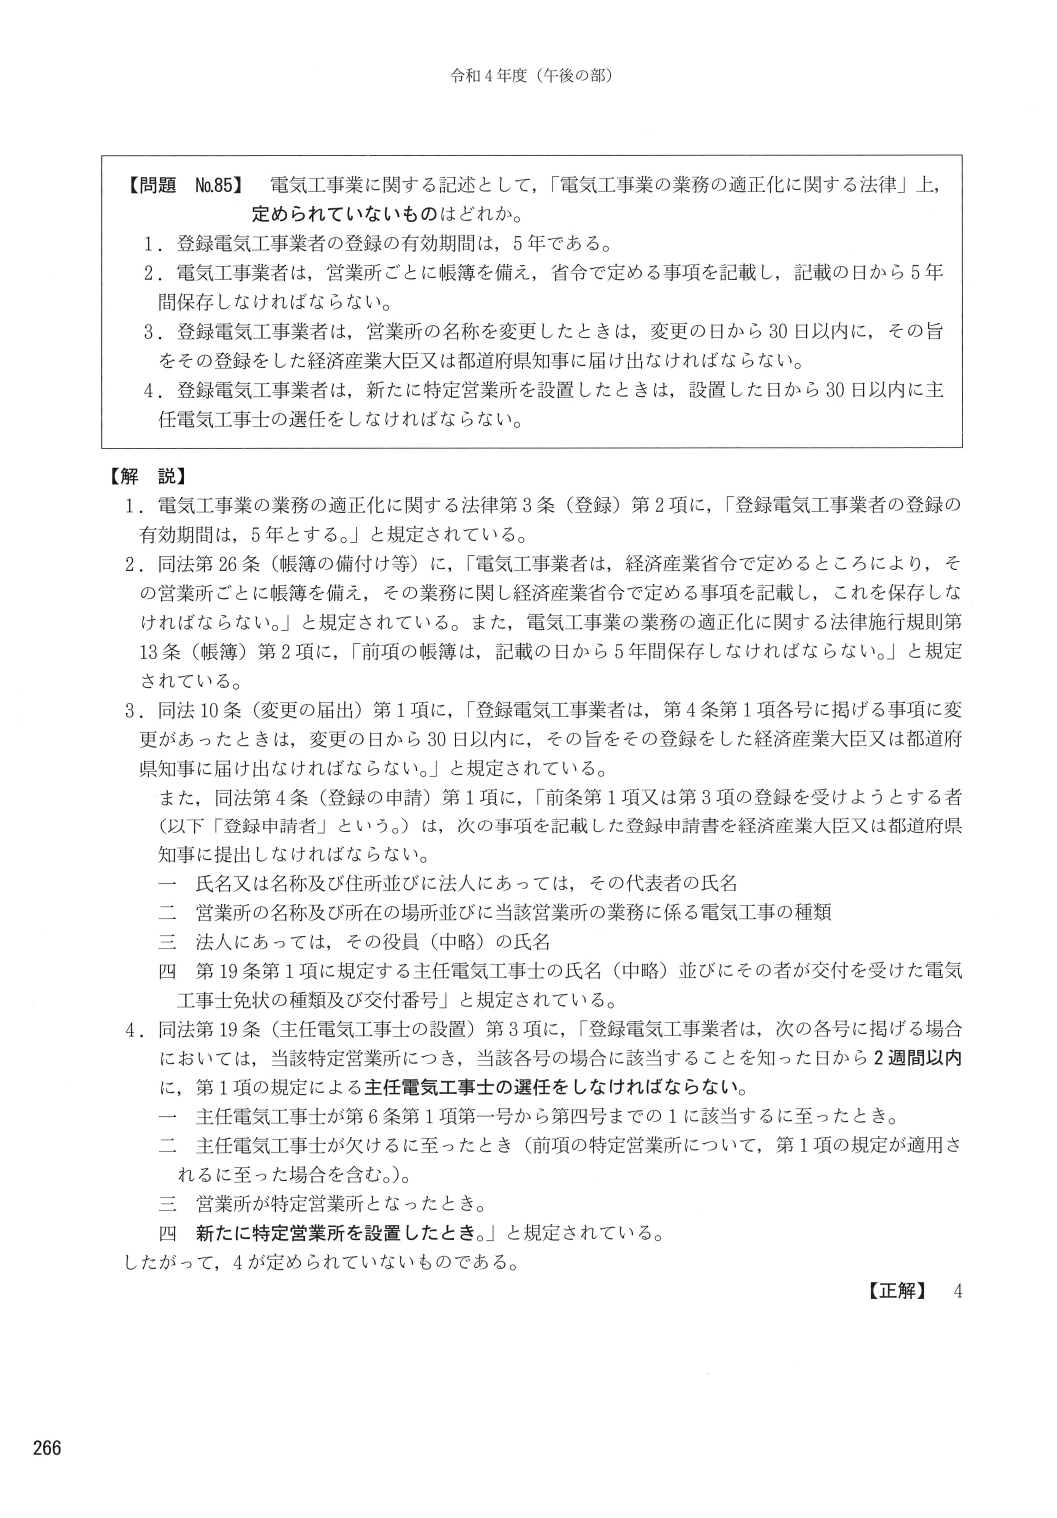 令和4年度（午後の部）
【問題　No.85】　電気工事業に関する記述として，「電気工事業の業務の適正化に関する法律」上，
定められていないものはどれか。
1．登録電気工事業者の登録の有効期間は，5年である。
2．電気工事業者は，営業所ごとに帳簿を備え，省令で定める事項を記載し，記載の日から5年
間保存しなければならない。
3．登録電気工事業者は，営業所の名称を変更したときは，変更の日から30日以内に，その旨
をその登録をした経済産業大臣又は都道府県知事に届け出なければならない。
4．登録電気工事業者は，新たに特定営業所を設置したときは，設置した日から30日以内に主
任電気工事士の選任をしなければならない。
【解　説】
1．電気工事業の業務の適正化に関する法律第3条（登録）第2項に，「登録電気工事業者の登録の
有効期間は，5年とする。」と規定されている。
2．同法第26条（帳簿の備付け等）に，「電気工事業者は，経済産業省令で定めるところにより，そ
の営業所ごとに帳簿を備え，その業務に関し経済産業省令で定める事項を記載し，これを保存しな
ければならない。」と規定されている。また，電気工事業の業務の適正化に関する法律施行規則第
13条（帳簿）第2項に，「前項の帳簿は，記載の日から5年間保存しなければならない。」と規定
されている。
3．同法10条（変更の届出）第1項に，「登録電気工事業者は，第4条第1項各号に掲げる事項に変
更があったときは，変更の日から30日以内に，その旨をその登録をした経済産業大臣又は都道府
県知事に届け出なければならない。」と規定されている。
また，同法第4条（登録の申請）第1項に，「前条第1項又は第3項の登録を受けようとする者
（以下「登録申請者」という。）は，次の事項を記載した登録申請書を経済産業大臣又は都道府県
知事に提出しなければならない。
一　氏名又は名称及び住所並びに法人にあっては，その代表者の氏名
二　営業所の名称及び所在の場所並びに当該営業所の業務に係る電気工事の種類
三　法人にあっては，その役員（中略）の氏名
四　第19条第1項に規定する主任電気工事士の氏名（中略）並びにその者が交付を受けた電気
工事士免状の種類及び交付番号」と規定されている。
4．同法第19条（主任電気工事士の設置）第3項に，「登録電気工事業者は，次の各号に掲げる場合
においては，当該特定営業所につき，当該各号の場合に該当することを知った日から2週間以内
に，第1項の規定による主任電気工事士の選任をしなければならない。
一　主任電気工事士が第6条第1項第一号から第四号までの1に該当するに至ったとき。
二　主任電気工事士が欠けるに至ったとき（前項の特定営業所について，第1項の規定が適用さ
れるに至った場合を含む。）。
三　営業所が特定営業所となったとき。
四　新たに特定営業所を設置したとき。」と規定されている。
したがって，4が定められていないものである。
【正解】　4
266